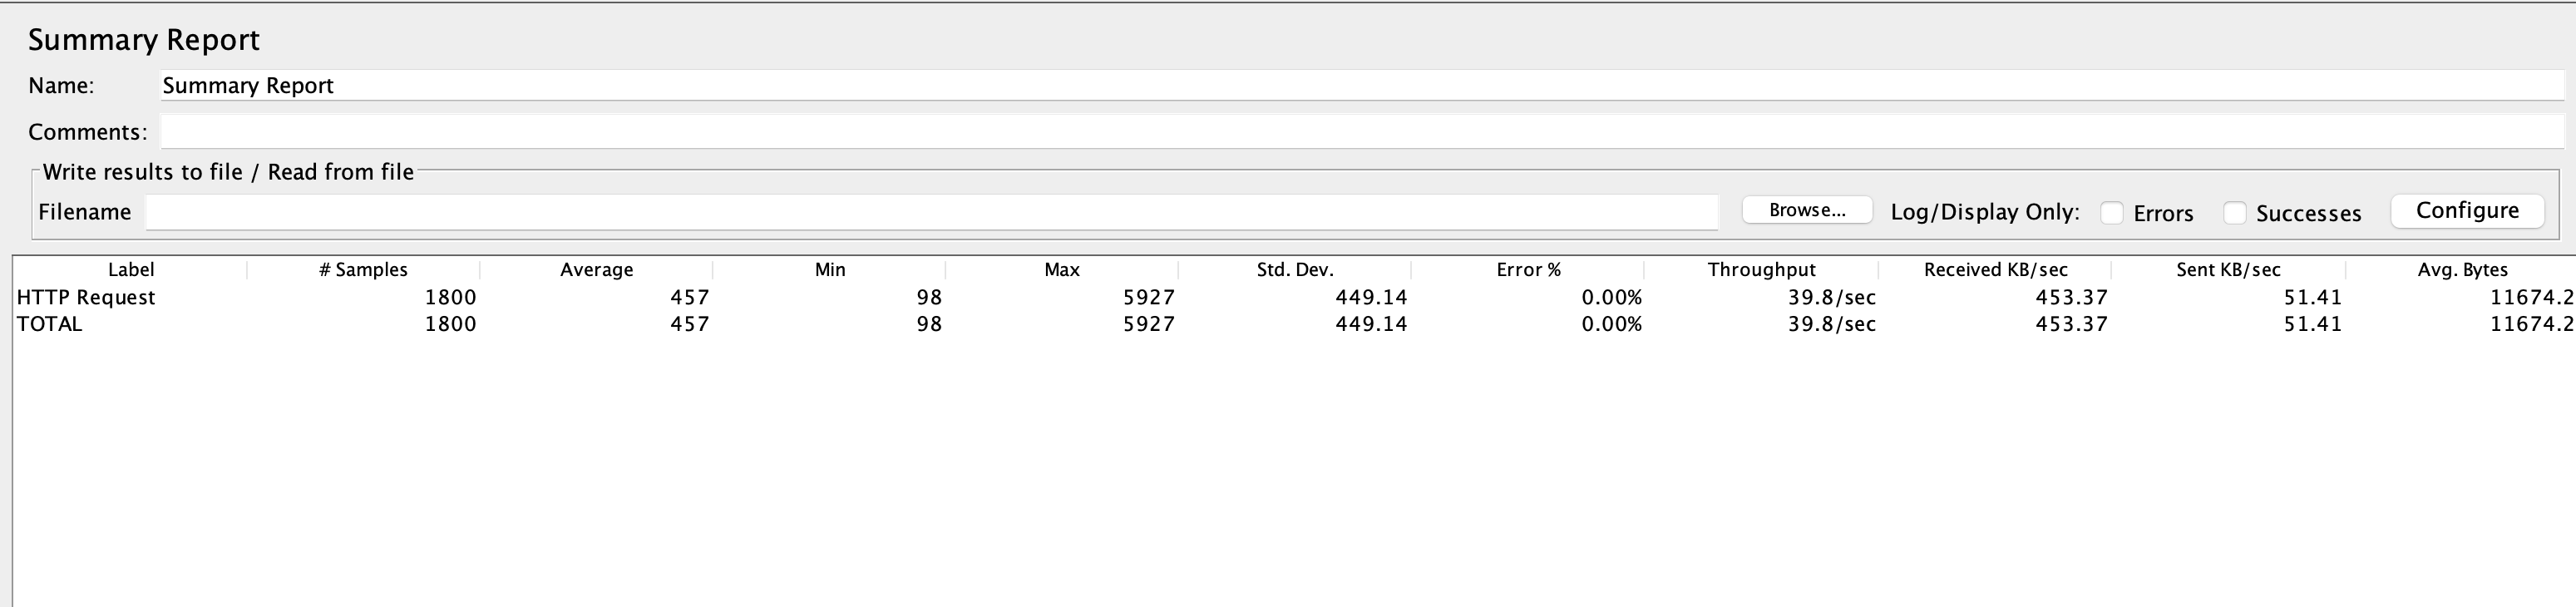 Summary Report
Name: Summary Report
Comments:
Write results to file / Read from file
Filename Browse... Log/Display Only: Errors Successes Configure
Label # Samples Average Min Max Std. Dev. Error % Throughput Received KB/sec Sent KB/sec Avg. Bytes
HTTP Request 1800 457 98 5927 449.14 0.00% 39.8/sec 453.37 51.41 11674.2
TOTAL 1800 457 98 5927 449.14 0.00% 39.8/sec 453.37 51.41 11674.2